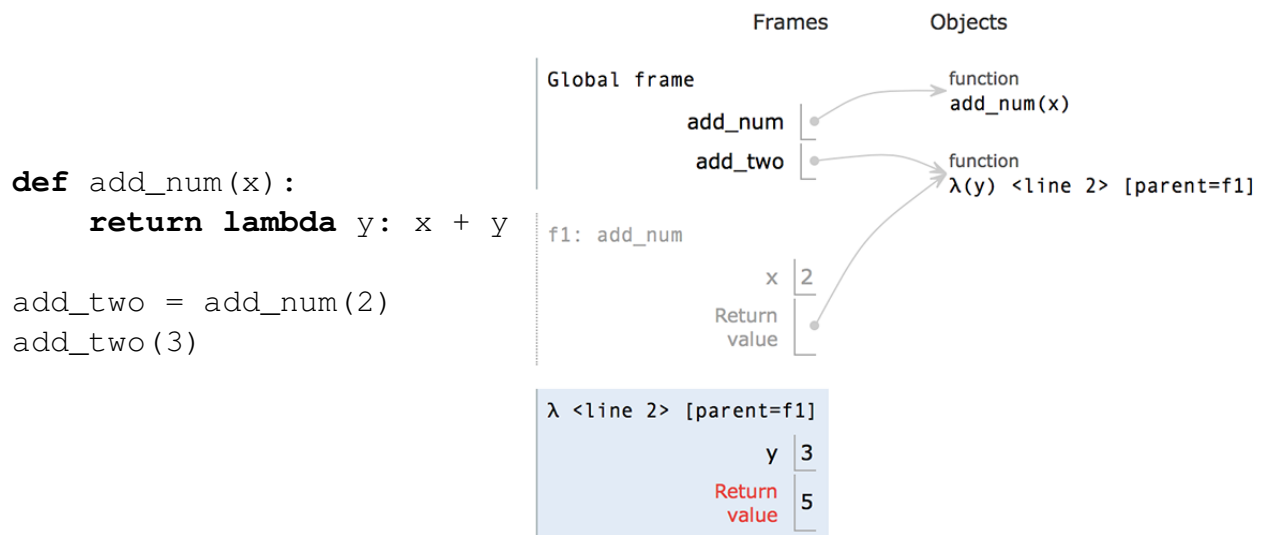 def add_num(x):
    return lambda y: x + y
add_two = add_num(2)
add_two(3)
Frames Objects
Global frame
add_num
add_two
function
add_num(x)
function
λ(y) <line 2> [parent=f1]
f1: add_num
x 2
Return
value
λ <line 2> [parent=f1]
y 3
Return
value 5